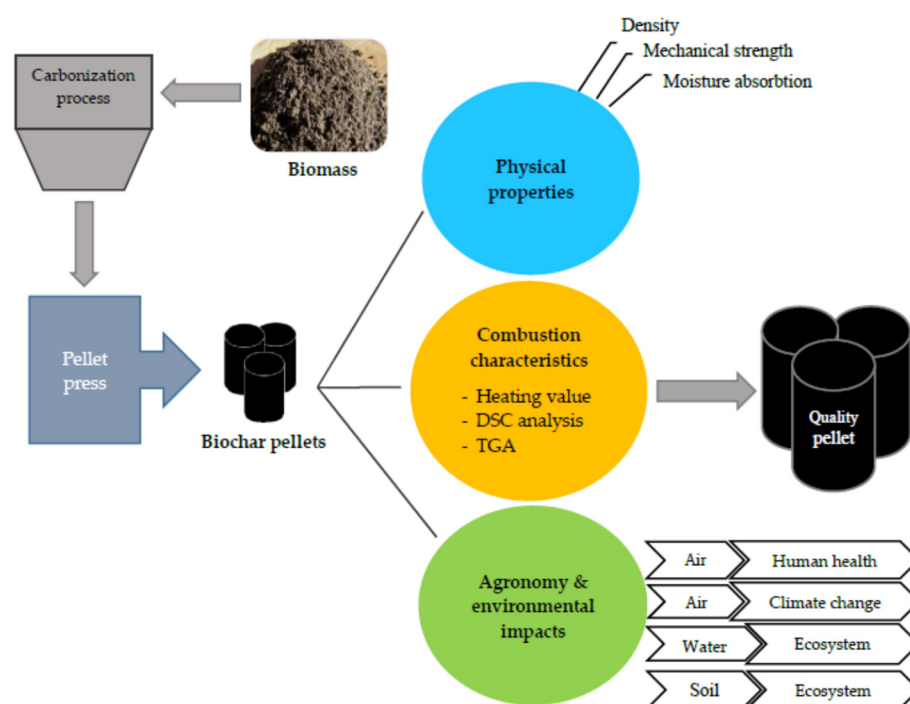 Density
Mechanical strength
Moisture absorbtion
Carbonization
process
Biomass
Physical
properties
Pellet
press
Biochar pellets
Combustion
characteristics
- Heating value
- DSC analysis
- TGA
Quality
pellet
Agronomy &
environmental
impacts
Air
Human health
Air
Climate change
Water
Ecosystem
Soil
Ecosystem